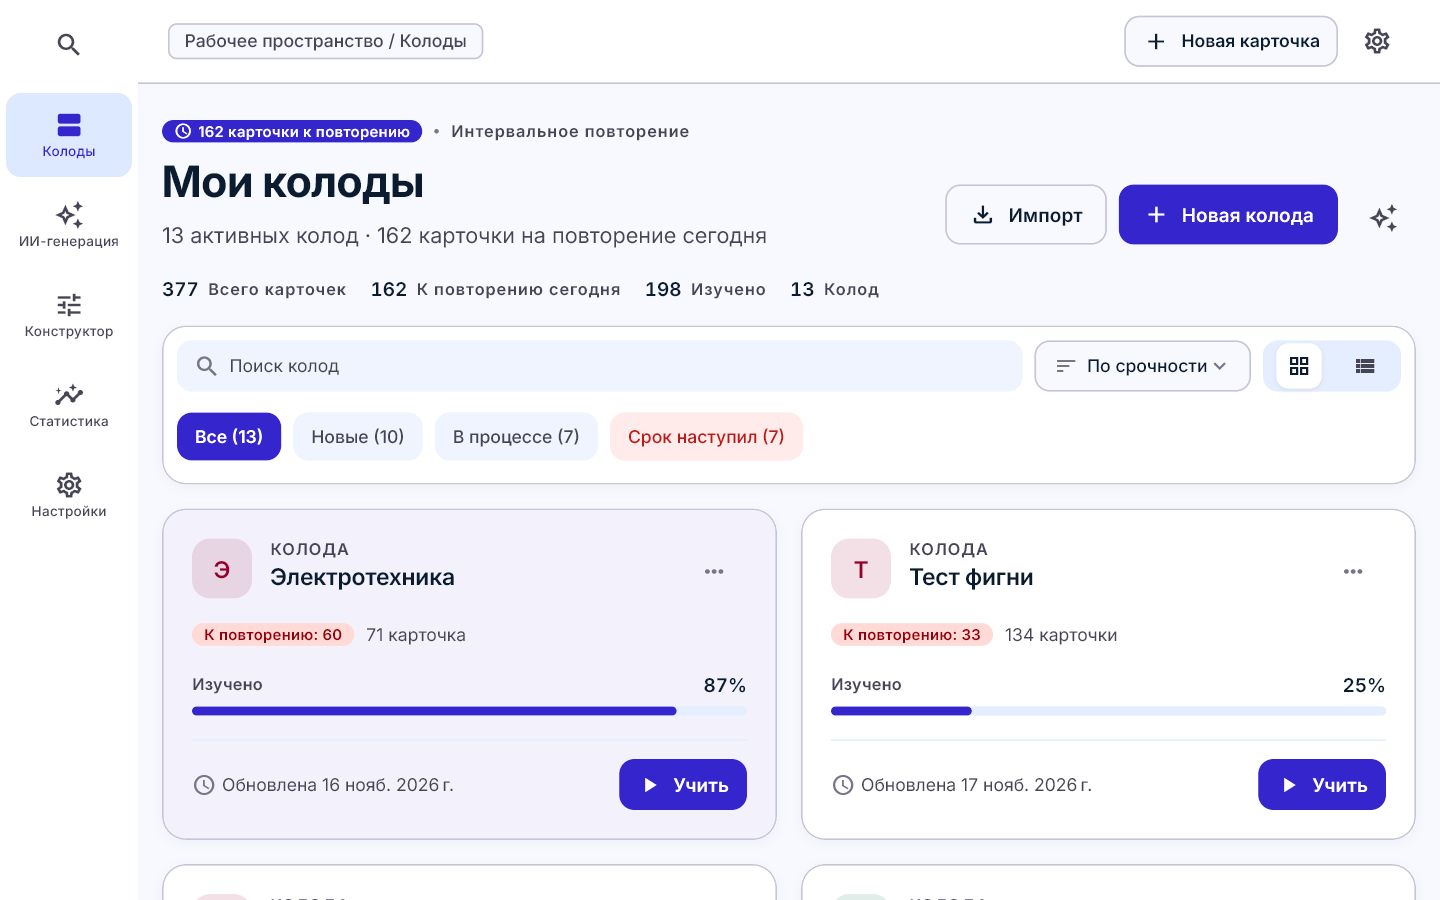 Рабочее пространство / Колоды
Новая карточка
Колоды
ИИ-генерация
Конструктор
Статистика
Настройки
162 карточки к повторению • Интервальное повторение
Мои колоды
13 активных колод · 162 карточки на повторение сегодня
Импорт
Новая колода
377 Всего карточек 162 К повторению сегодня 198 Изучено 13 Колод
Поиск колод
По срочности
Все (13)
Новые (10)
В процессе (7)
Срок наступил (7)
Э
КОЛОДА
Электротехника
К повторению: 60 71 карточка
Изучено 87%
Обновлена 16 нояб. 2026 г.
Учить
Т
КОЛОДА
Тест фигни
К повторению: 33 134 карточки
Изучено 25%
Обновлена 17 нояб. 2026 г.
Учить